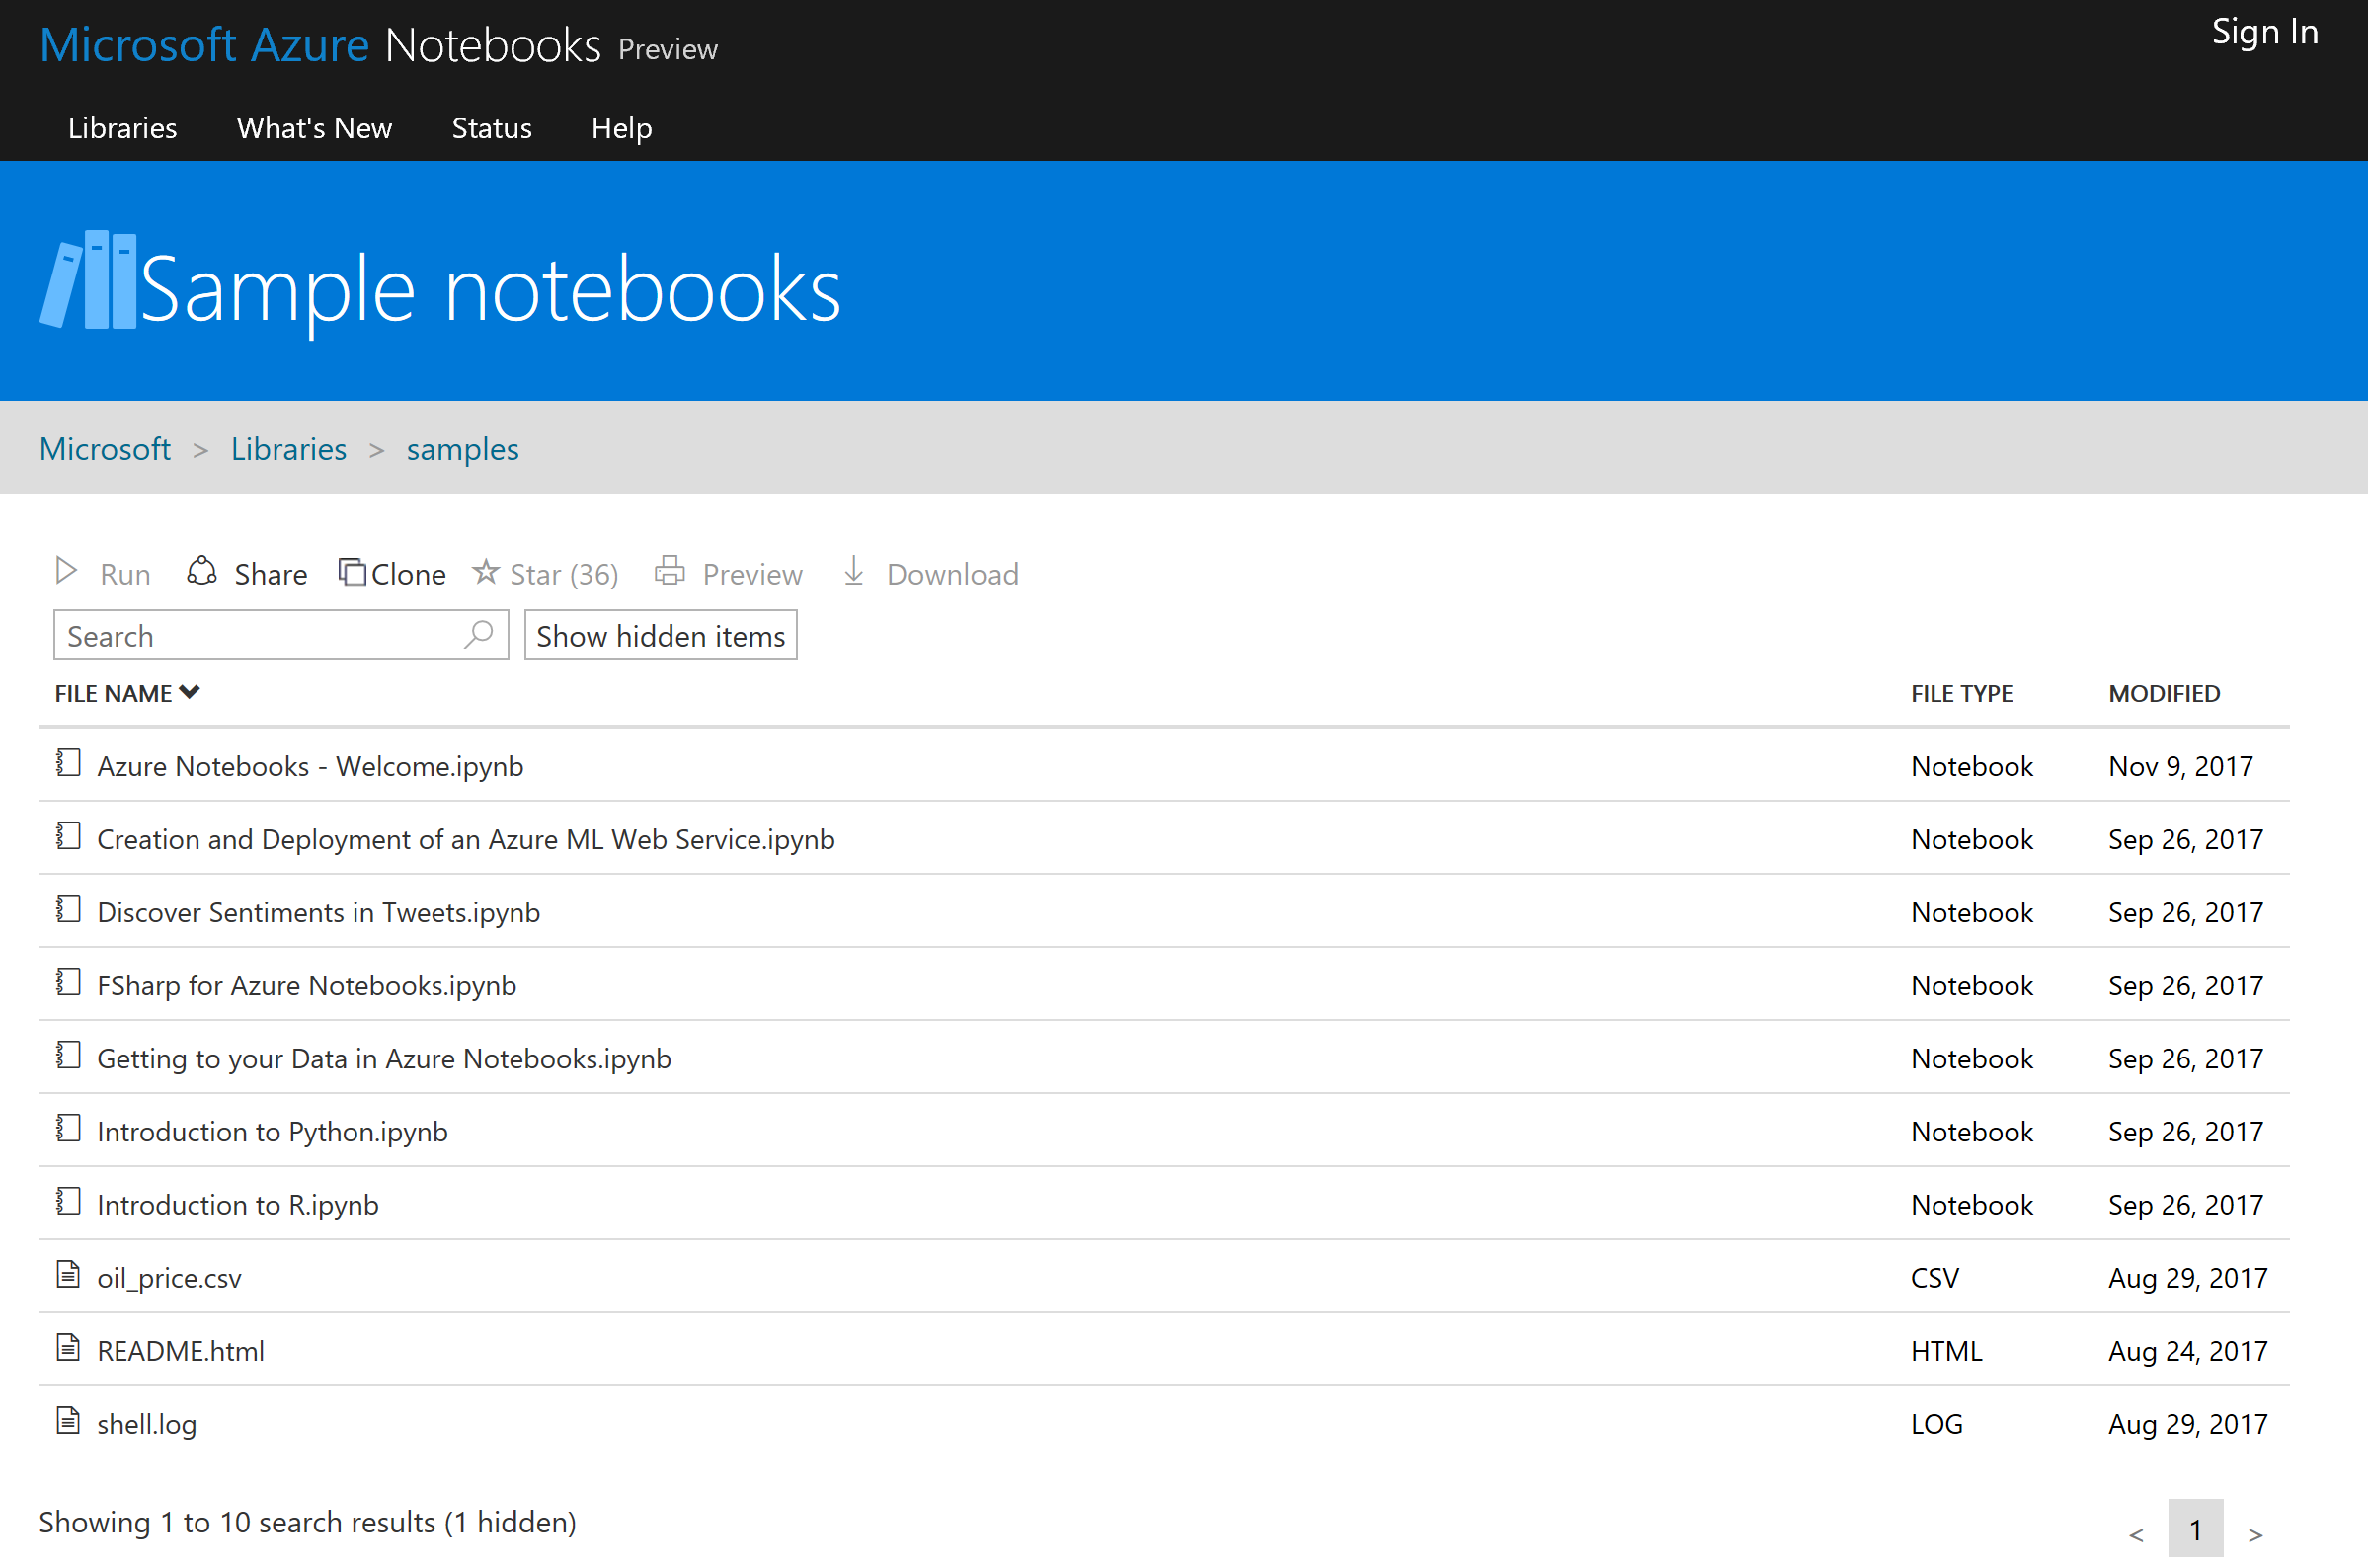 Microsoft Azure Notebooks Preview
Sign In
Libraries What's New Status Help
Sample notebooks
Microsoft > Libraries > samples
Run Share Clone Star (36) Preview Download
Search Show hidden items
FILE NAME FILE TYPE MODIFIED
Azure Notebooks - Welcome.ipynb Notebook Nov 9, 2017
Creation and Deployment of an Azure ML Web Service.ipynb Notebook Sep 26, 2017
Discover Sentiments in Tweets.ipynb Notebook Sep 26, 2017
FSharp for Azure Notebooks.ipynb Notebook Sep 26, 2017
Getting to your Data in Azure Notebooks.ipynb Notebook Sep 26, 2017
Introduction to Python.ipynb Notebook Sep 26, 2017
Introduction to R.ipynb Notebook Sep 26, 2017
oil_price.csv CSV Aug 29, 2017
README.html HTML Aug 24, 2017
shell.log LOG Aug 29, 2017
Showing 1 to 10 search results (1 hidden) < 1 >